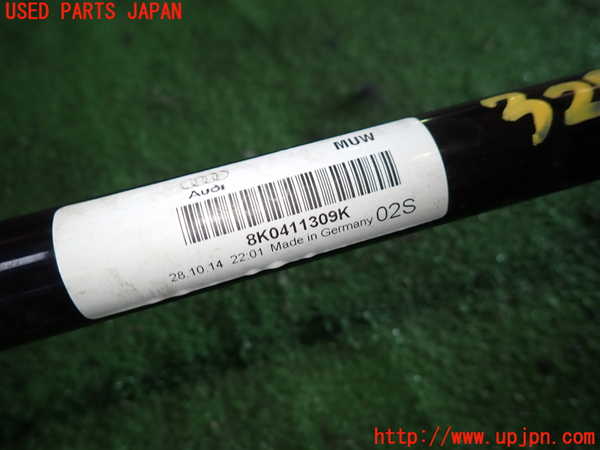 USED PARTS JAPAN
32
MUW
Audi
8K0411309K 02S
28.10.14 22:01 Made in Germany
http://www.upjpn.com